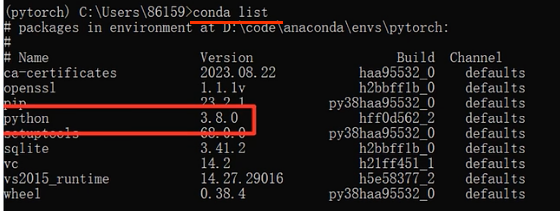 (pytorch) C:\Users\86159>conda list
# packages in environment at D:\code\anaconda\envs\pytorch:
#
# Name Version Build Channel
ca-certificates 2023.08.22 haa95532_0 defaults
openssl 1.1.1v h2bbff1b_0 defaults
pip 23.2.1 py38haa95532_0 defaults
python 3.8.0 hff0d562_2 defaults
setuptools 68.0.0 py38haa95532_0 defaults
sqlite 3.41.2 h2bbff1b_0 defaults
vc 14.2 h21ff451_1 defaults
vs2015_runtime 14.27.29016 h5e58377_2 defaults
wheel 0.38.4 py38haa95532_0 defaults